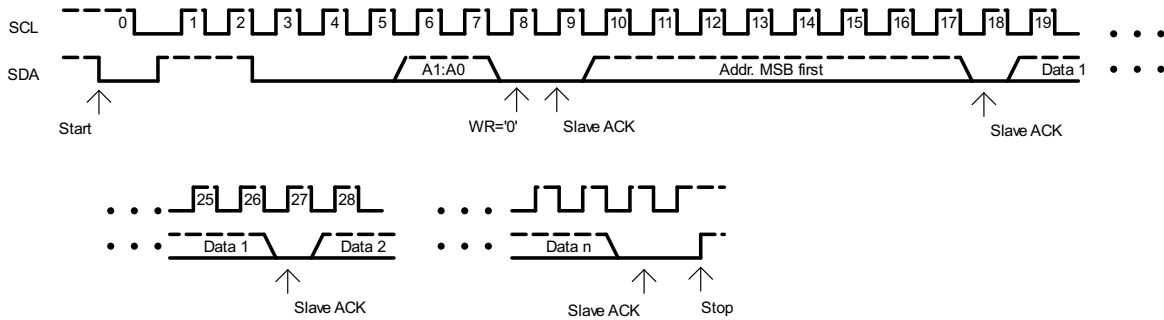 SCL 0 1 2 3 4 5 6 7 8 9 10 11 12 13 14 15 16 17 18 19
SDA A1:A0 Addr. MSB first Data 1
Start WR='0' Slave ACK Slave ACK
25 26 27 28
Data 1 Data 2 Data n
Slave ACK Slave ACK Stop